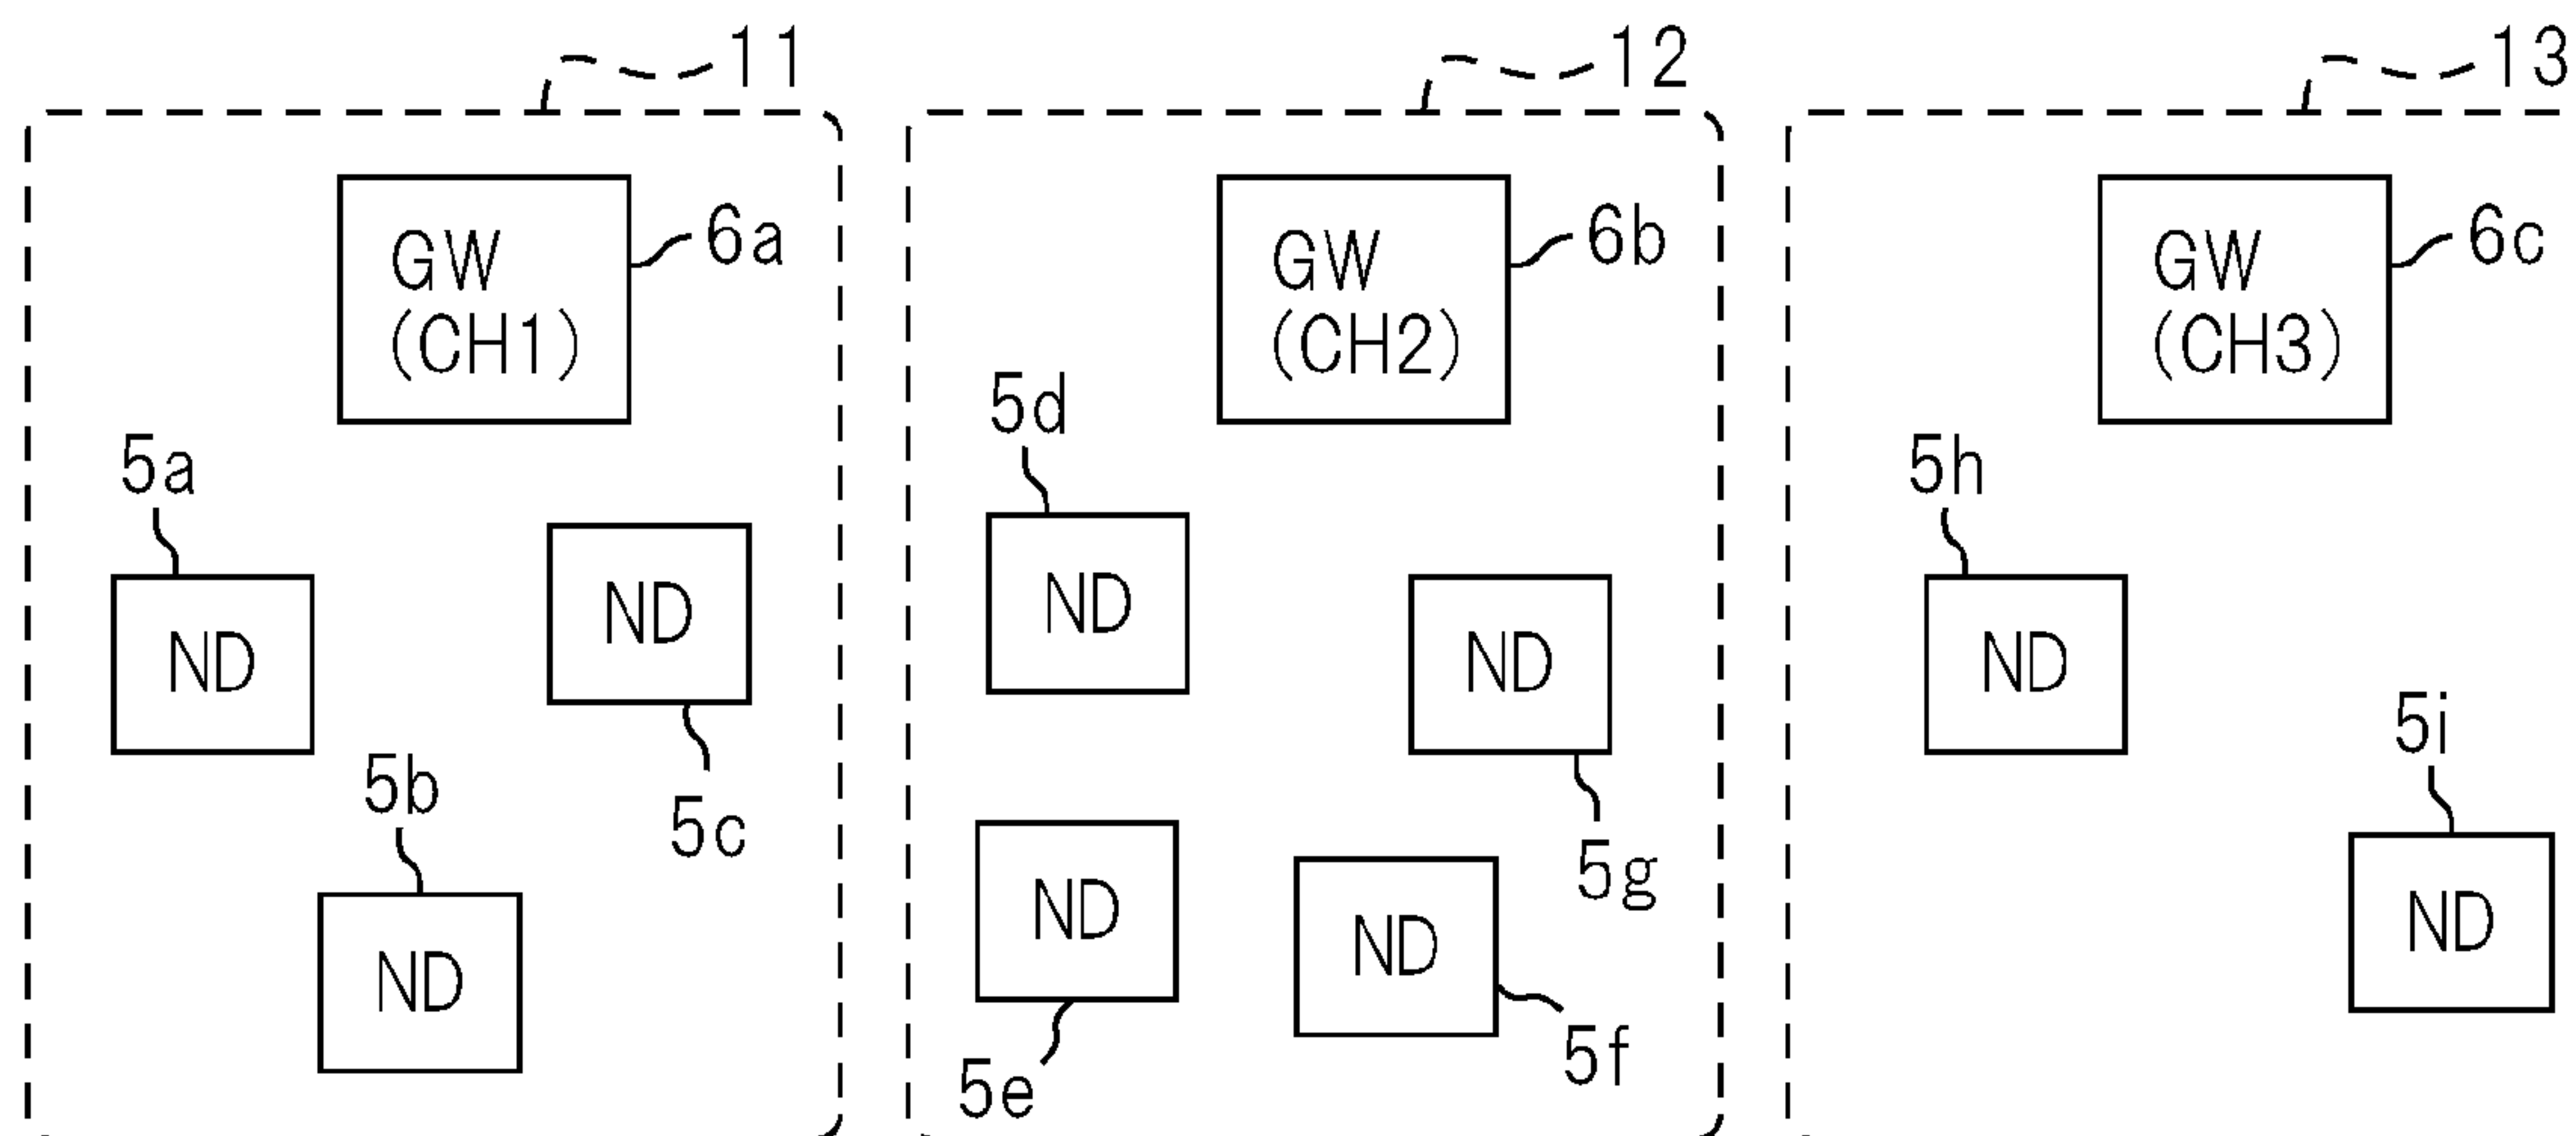 11
12
13
GW
(CH1)
6a
GW
(CH2)
6b
GW
(CH3)
6c
5a
ND
ND
5c
5b
ND
5d
ND
ND
5g
ND
5e
ND
5f
5h
ND
5i
ND